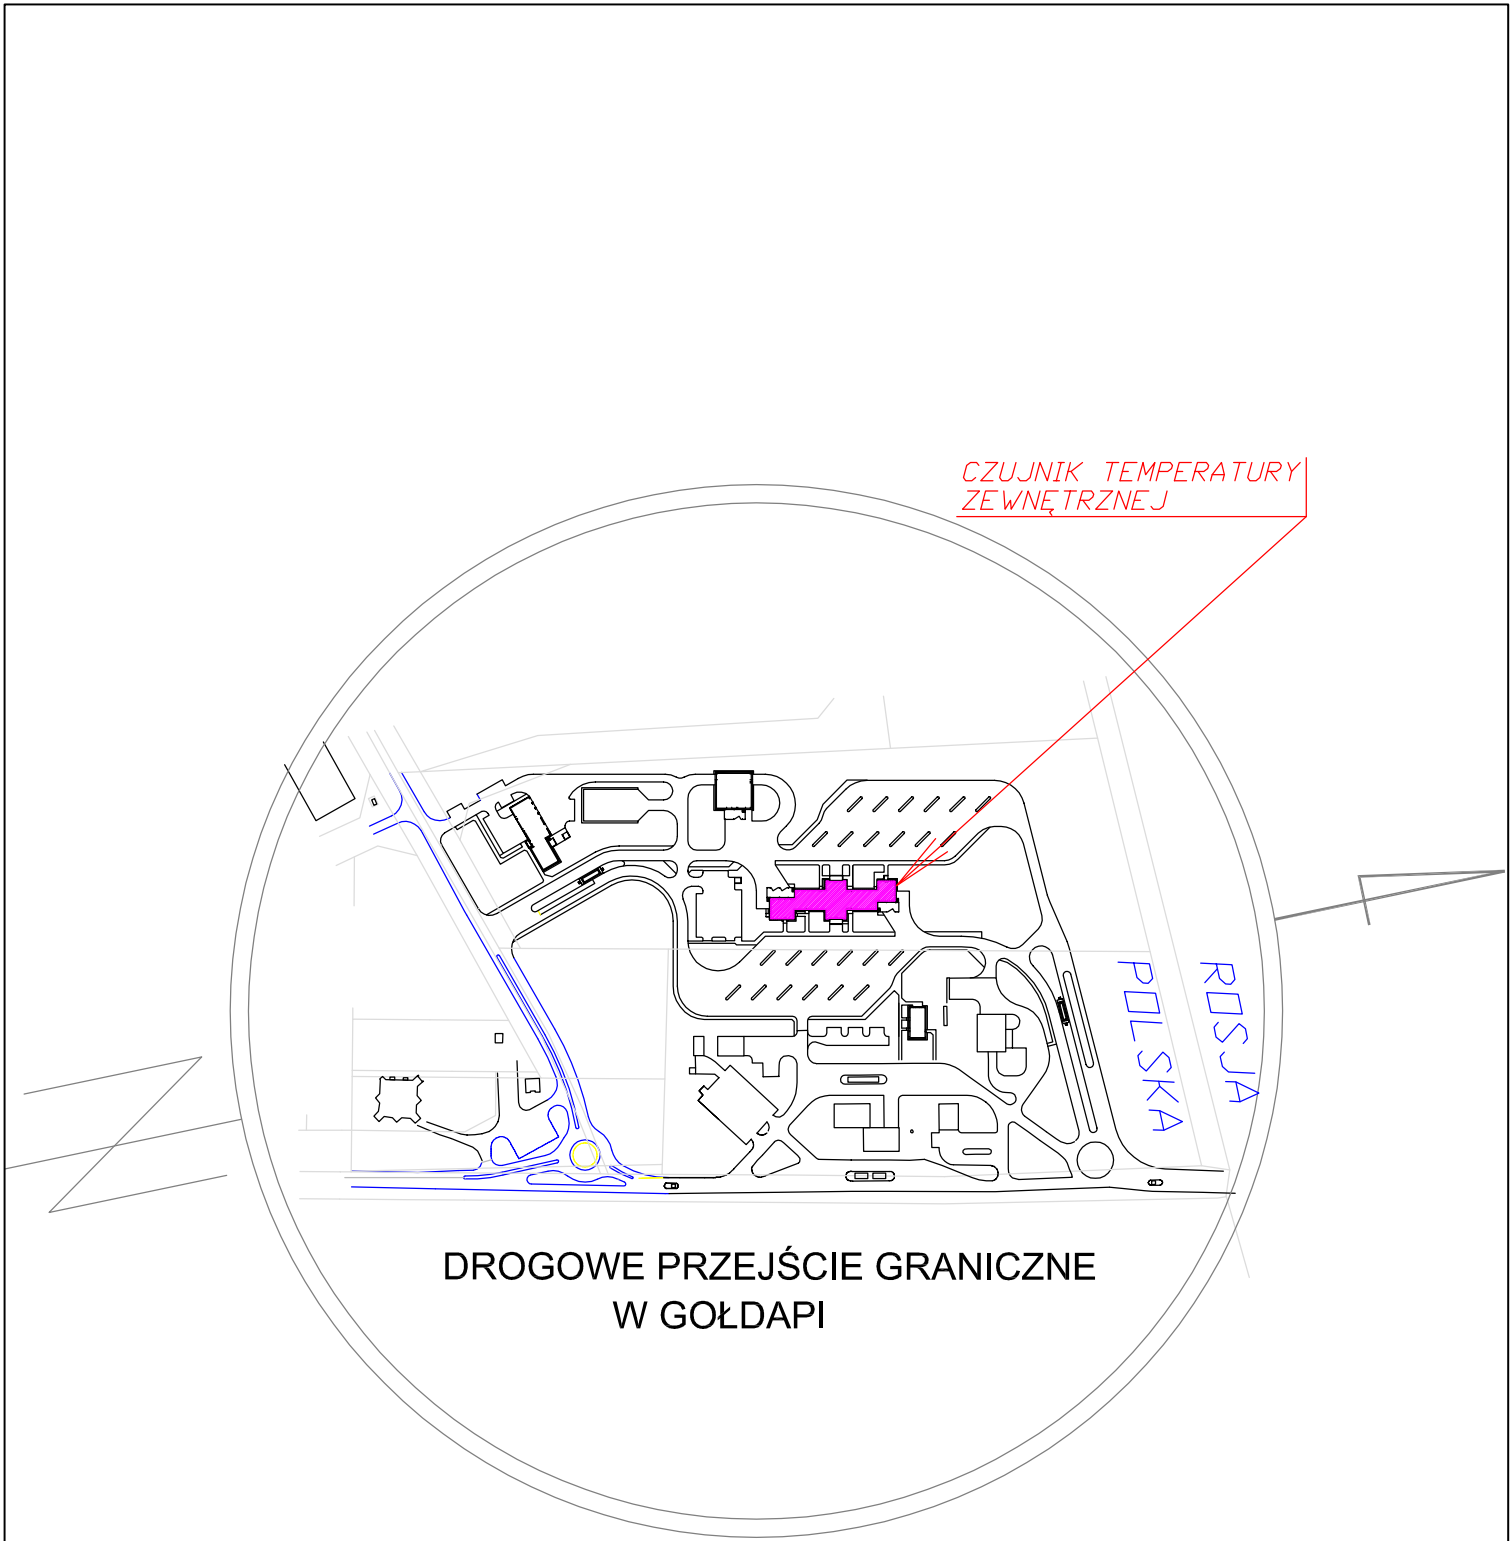 CZUJNIK TEMPERATURY
ZEWNĘTRZNEJ
ROSJA
POLSKA
DROGOWE PRZEJŚCIE GRANICZNE
W GOŁDAPI